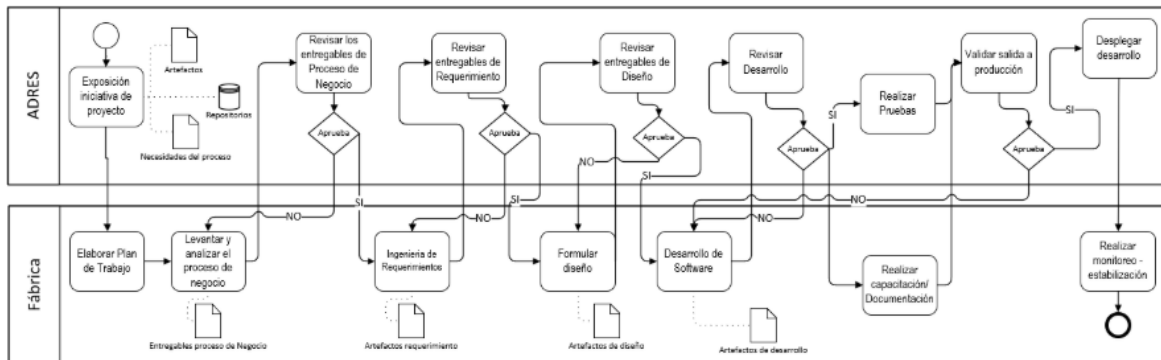 ADRES
Exposición
iniciativa de
proyecto
Artefactos
Repositorios
Necesidades del proceso
Revisar los
entregables de
Proceso de
Negocio
Aprueba
NO
SI
Revisar
entregables de
Requerimiento
Aprueba
NO
SI
Revisar
entregables de
Diseño
Aprueba
NO
SI
Revisar
Desarrollo
Aprueba
SI
NO
Realizar
Pruebas
Validar salida a
producción
Aprueba
SI
NO
Desplegar
desarrollo
Fábrica
Elaborar Plan
de Trabajo
Levantar y
analizar el
proceso de
negocio
Entregables proceso de Negocio
Ingeniería de
Requerimientos
Artefactos requerimiento
Formular
diseño
Artefactos de diseño
Desarrollo de
Software
Artefactos de desarrollo
Realizar
capacitación/
Documentación
Realizar
monitoreo -
estabilización